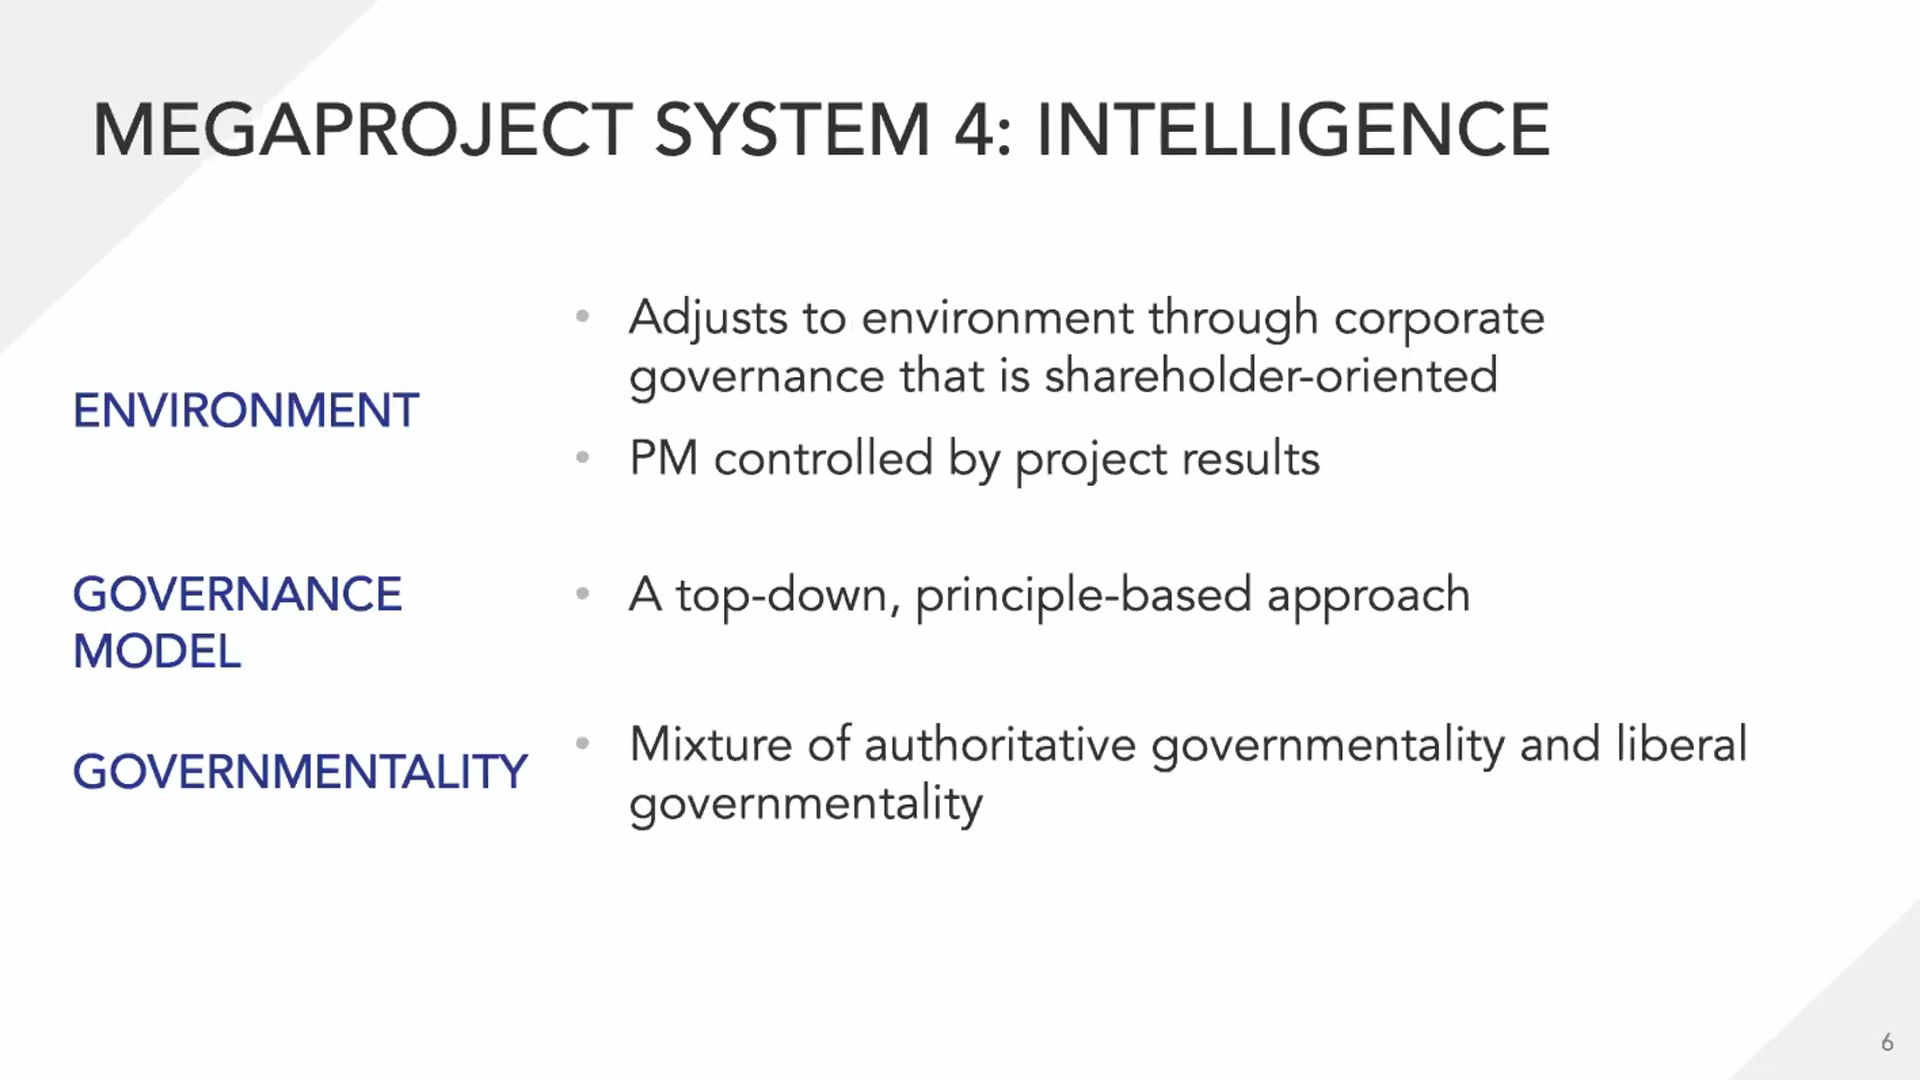 MEGAPROJECT SYSTEM 4: INTELLIGENCE
ENVIRONMENT
• Adjusts to environment through corporate
governance that is shareholder-oriented
• PM controlled by project results
GOVERNANCE
MODEL
• A top-down, principle-based approach
GOVERNMENTALITY
• Mixture of authoritative governmentality and liberal
governmentality
6